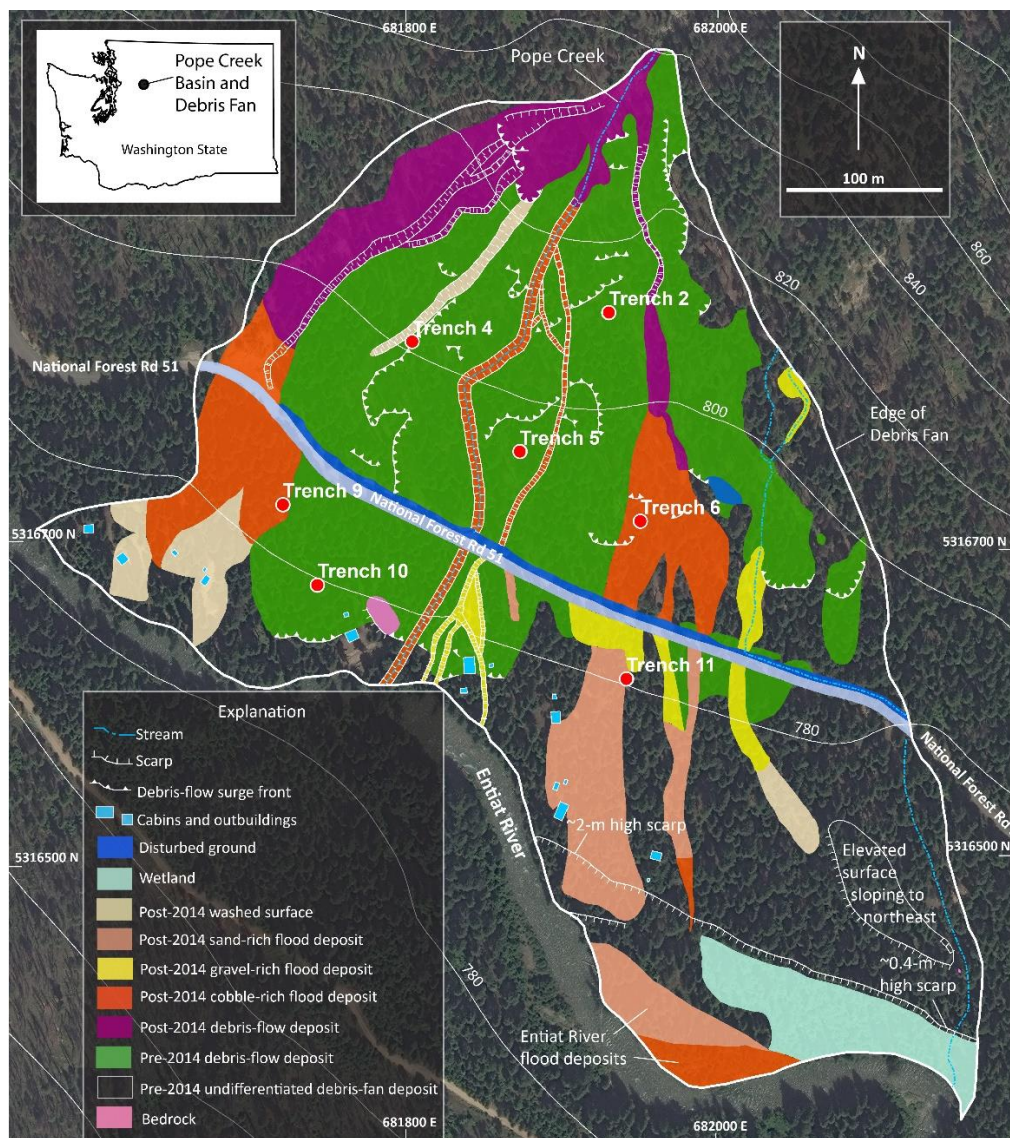 681800 E
682000 E
Pope Creek
Pope Creek
Basin and
Debris Fan
Washington State
N
100 m
860
840
820
800
Trench 2
Trench 4
National Forest Rd 51
Trench 5
Edge of
Debris Fan
Trench 9
National Forest Rd 51
Trench 6
5316700 N
5316700 N
Trench 10
Trench 11
780
National Forest Rd
Entiat River
~2-m high scarp
Elevated
surface
sloping to
northeast
5316500 N
5316500 N
~0.4-m
high scarp
780
Entiat River
flood deposits
Explanation
Stream
Scarp
Debris-flow surge front
Cabins and outbuildings
Disturbed ground
Wetland
Post-2014 washed surface
Post-2014 sand-rich flood deposit
Post-2014 gravel-rich flood deposit
Post-2014 cobble-rich flood deposit
Post-2014 debris-flow deposit
Pre-2014 debris-flow deposit
Pre-2014 undifferentiated debris-fan deposit
Bedrock
681800 E
682000 E